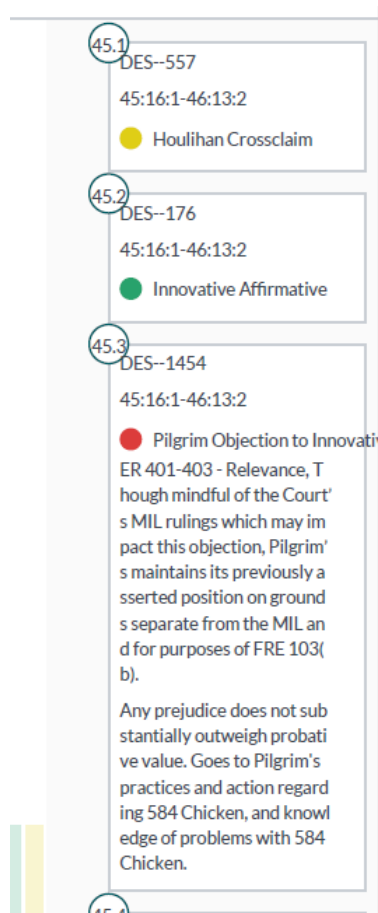 45.1
DES--557
45:16:1-46:13:2
Houlihan Crossclaim
45.2
DES--176
45:16:1-46:13:2
Innovative Affirmative
45.3
DES--1454
45:16:1-46:13:2
Pilgrim Objection to Innovativ
ER 401-403 - Relevance, T
hough mindful of the Court'
s MIL rulings which may im
pact this objection, Pilgrim'
s maintains its previously a
sserted position on ground
s separate from the MIL an
d for purposes of FRE 103(
b).
Any prejudice does not sub
stantially outweigh probati
ve value. Goes to Pilgrim's
practices and action regard
ing 584 Chicken, and knowl
edge of problems with 584
Chicken.
45.4